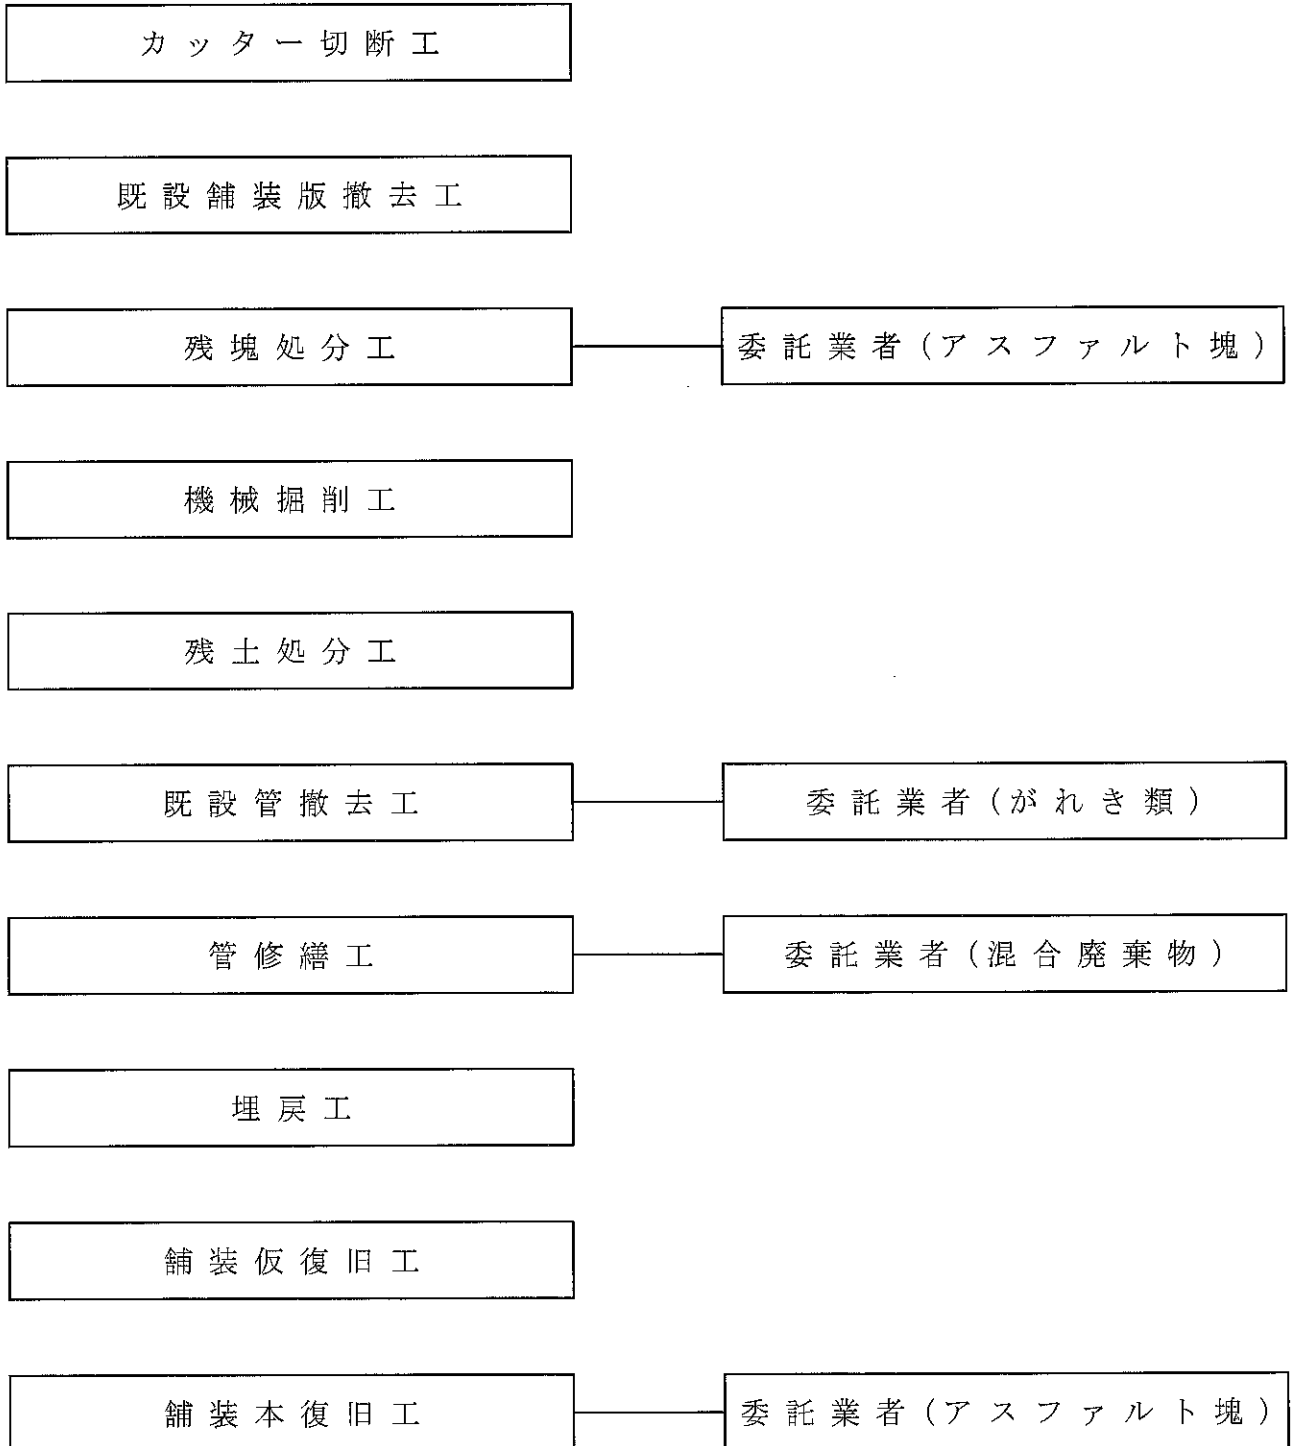 カッター切断工
既設舗装版撤去工
残塊処分工
委託業者(アスファルト塊)
機械掘削工
残土処分工
既設管撤去工
委託業者(がれき類)
管修繕工
委託業者(混合廃棄物)
埋戻工
舗装仮復旧工
舗装本復旧工
委託業者(アスファルト塊)